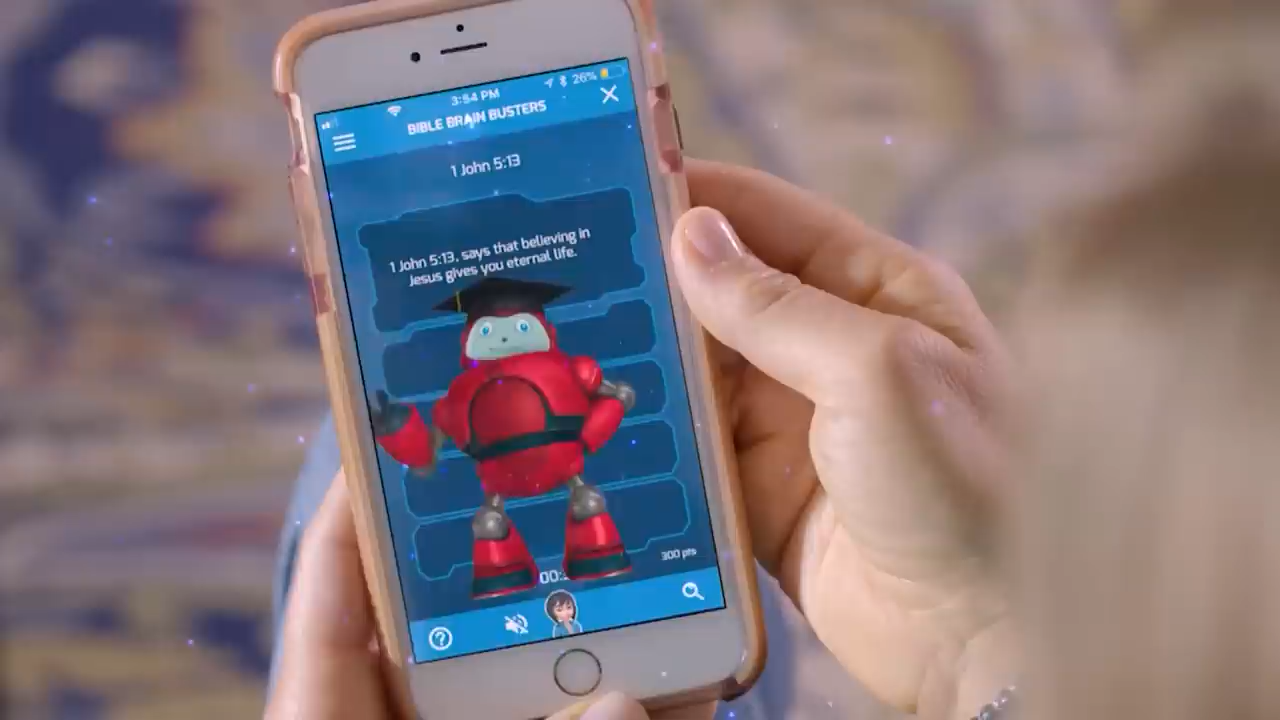 3:54 PM
26%
BIBLE BRAIN BUSTERS
1 John 5:13
1 John 5:13, says that believing in
Jesus gives you eternal life.
300 pts
00:
?